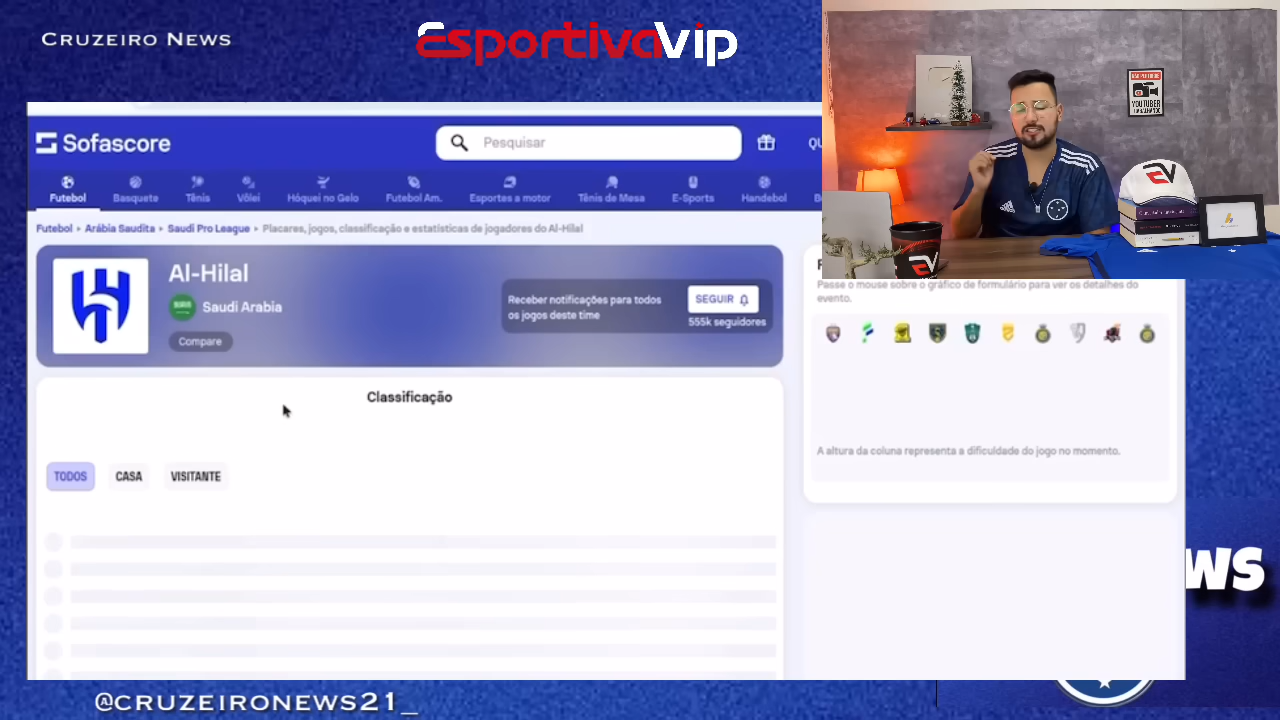 CRUZEIRO NEWS
EsportivaVip
Sofascore
Pesquisar
QU
Futebol
Basquete
Tênis
Vôlei
Hóquei no Gelo
Futebol Am.
Esportes a motor
Tênis de Mesa
E-Sports
Handebol
B
Futebol
Arábia Saudita
Saudi Pro League
Placares, jogos, classificação e estatísticas de jogadores do Al-Hilal
Al-Hilal
Saudi Arabia
Compare
Receber notificações para todos
os jogos deste time
SEGUIR
555k seguidores
Classificação
TODOS
CASA
VISITANTE
Passe o mouse sobre o gráfico de formulário para ver os detalhes do
evento.
A altura da coluna representa a dificuldade do jogo no momento.
YOUTUBER
EV
EV
WS
@CRUZEIRONEWS21_